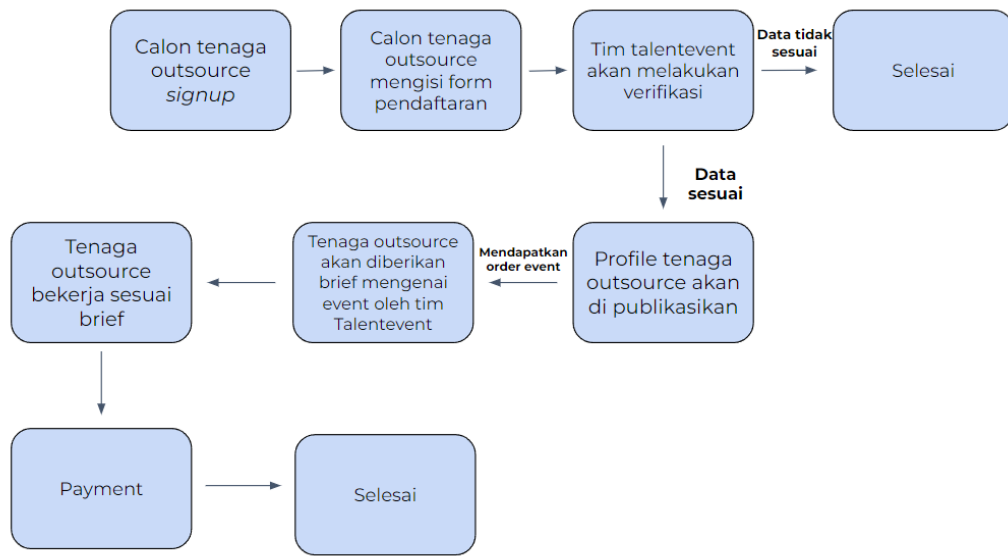 Calon tenaga
outsource
signup
Calon tenaga
outsource
mengisi form
pendaftaran
Tim talentevent
akan melakukan
verifikasi
Data tidak
sesuai
Selesai
Data
sesuai
Profile tenaga
outsource akan
di publikasikan
Mendapatkan
order event
Tenaga outsource
akan diberikan
brief mengenai
event oleh tim
Talentevent
Tenaga
outsource
bekerja sesuai
brief
Payment
Selesai